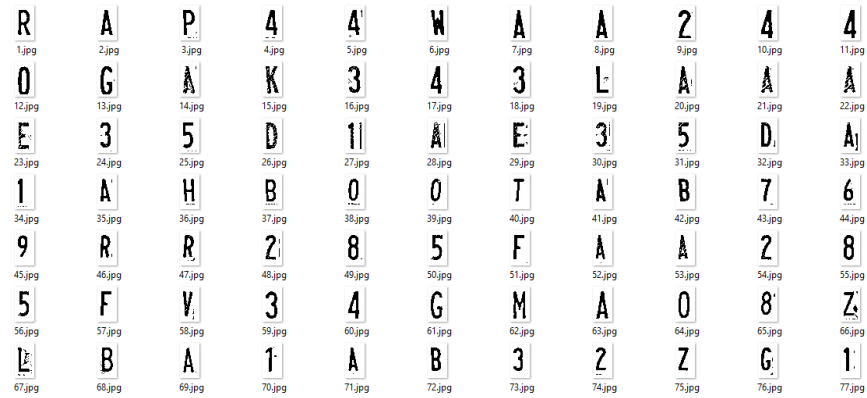 R A P 4 4 W A A 2 4 4
1.jpg 2.jpg 3.jpg 4.jpg 5.jpg 6.jpg 7.jpg 8.jpg 9.jpg 10.jpg 11.jpg
0 G A K 3 4 3 L A A A
12.jpg 13.jpg 14.jpg 15.jpg 16.jpg 17.jpg 18.jpg 19.jpg 20.jpg 21.jpg 22.jpg
E 3 5 D 1 A E 3 5 D A
23.jpg 24.jpg 25.jpg 26.jpg 27.jpg 28.jpg 29.jpg 30.jpg 31.jpg 32.jpg 33.jpg
1 A H B 0 0 T A B 7 6
34.jpg 35.jpg 36.jpg 37.jpg 38.jpg 39.jpg 40.jpg 41.jpg 42.jpg 43.jpg 44.jpg
9 R R 2 8 5 F A A 2 8
45.jpg 46.jpg 47.jpg 48.jpg 49.jpg 50.jpg 51.jpg 52.jpg 53.jpg 54.jpg 55.jpg
5 F V 3 4 G M A 0 8 Z
56.jpg 57.jpg 58.jpg 59.jpg 60.jpg 61.jpg 62.jpg 63.jpg 64.jpg 65.jpg 66.jpg
L B A 1 A B 3 2 Z G 1
67.jpg 68.jpg 69.jpg 70.jpg 71.jpg 72.jpg 73.jpg 74.jpg 75.jpg 76.jpg 77.jpg